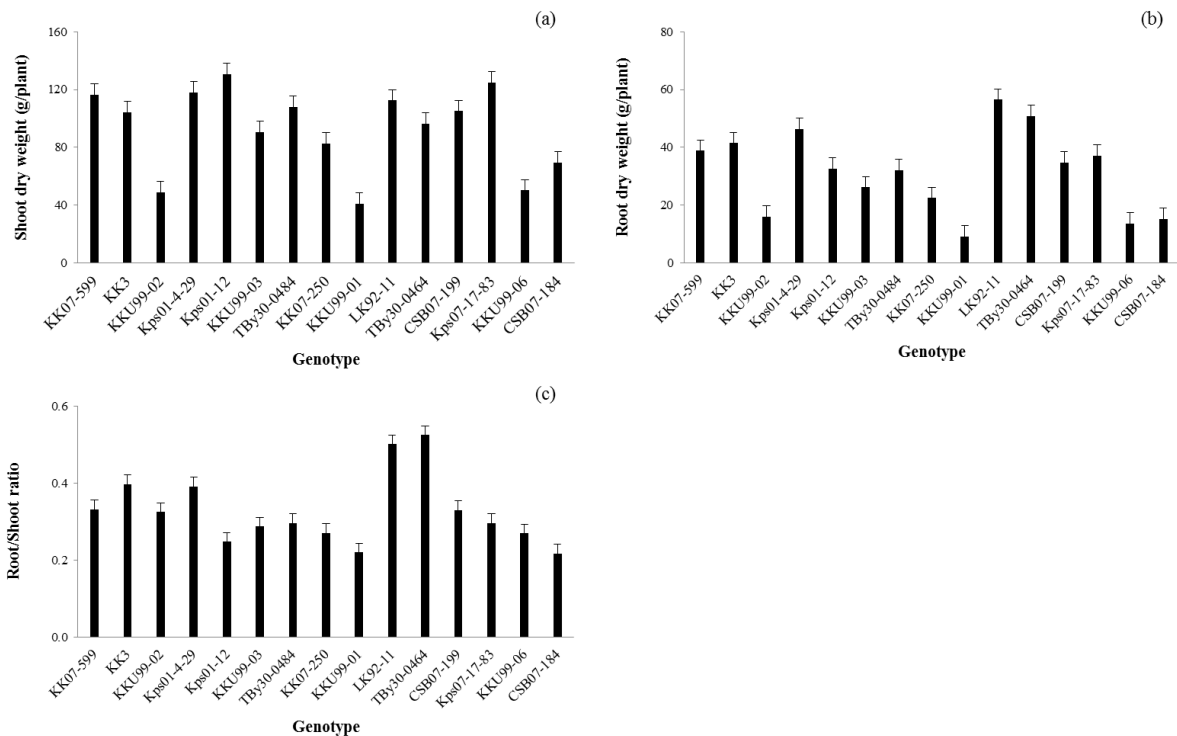 (a)
Shoot dry weight (g/plant)
160
120
80
40
0
KK07-599
KK3
KKU99-02
Kps01-4-29
Kps01-12
KKU99-03
TBy30-0484
KK07-250
KKU99-01
LK92-11
TBy30-0464
CSB07-199
Kps07-17-83
KKU99-06
CSB07-184
Genotype
(b)
Root dry weight (g/plant)
80
60
40
20
0
KK07-599
KK3
KKU99-02
Kps01-4-29
Kps01-12
KKU99-03
TBy30-0484
KK07-250
KKU99-01
LK92-11
TBy30-0464
CSB07-199
Kps07-17-83
KKU99-06
CSB07-184
Genotype
(c)
Root/Shoot ratio
0.6
0.4
0.2
0.0
KK07-599
KK3
KKU99-02
Kps01-4-29
Kps01-12
KKU99-03
TBy30-0484
KK07-250
KKU99-01
LK92-11
TBy30-0464
CSB07-199
Kps07-17-83
KKU99-06
CSB07-184
Genotype